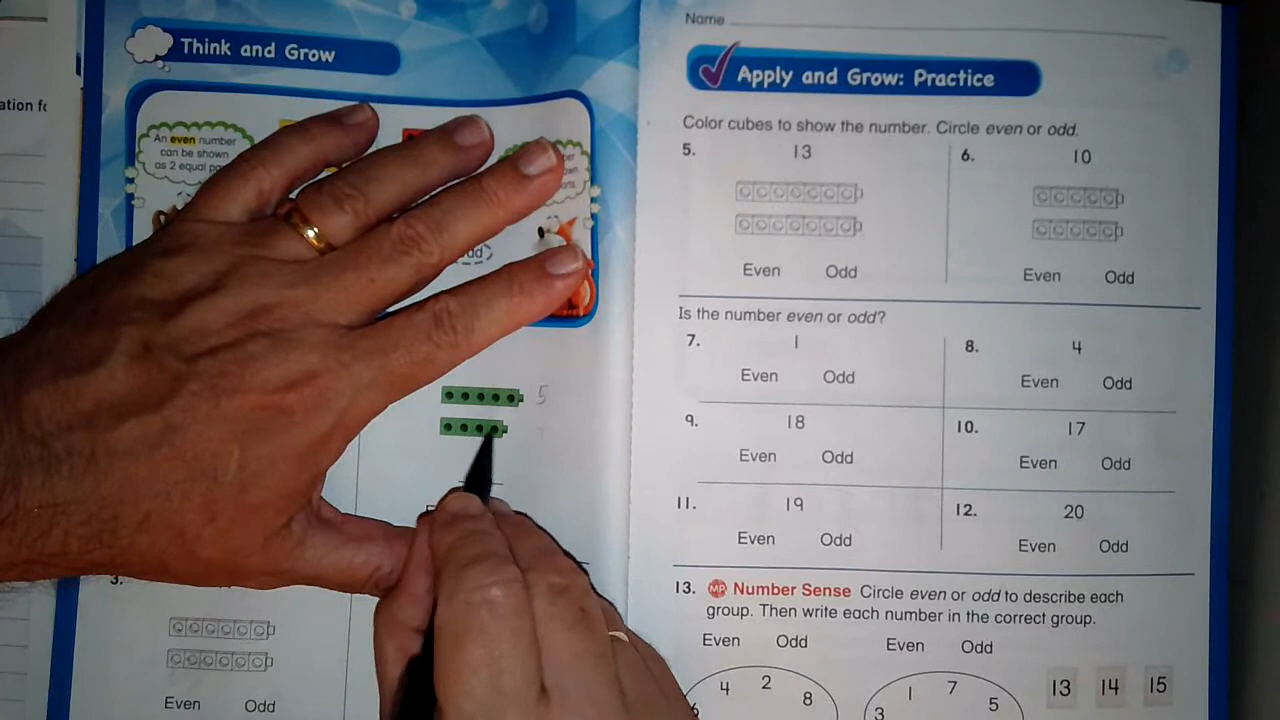 Think and Grow
An even number
can be shown
as 2 equal
5
3.
Even Odd
Name
Apply and Grow: Practice
Color cubes to show the number. Circle even or odd.
5. 13
Even Odd
6. 10
Even Odd
Is the number even or odd?
7. 1
Even Odd
8. 4
Even Odd
9. 18
Even Odd
10. 17
Even Odd
11. 19
Even Odd
12. 20
Even Odd
13. MP Number Sense Circle even or odd to describe each
group. Then write each number in the correct group.
Even Odd Even Odd
4 2 8
1 7 5 3
13 14 15